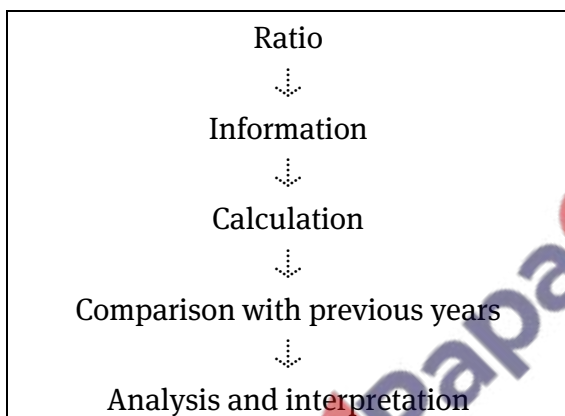 Ratio
Information
Calculation
Comparison with previous years
Analysis and interpretation